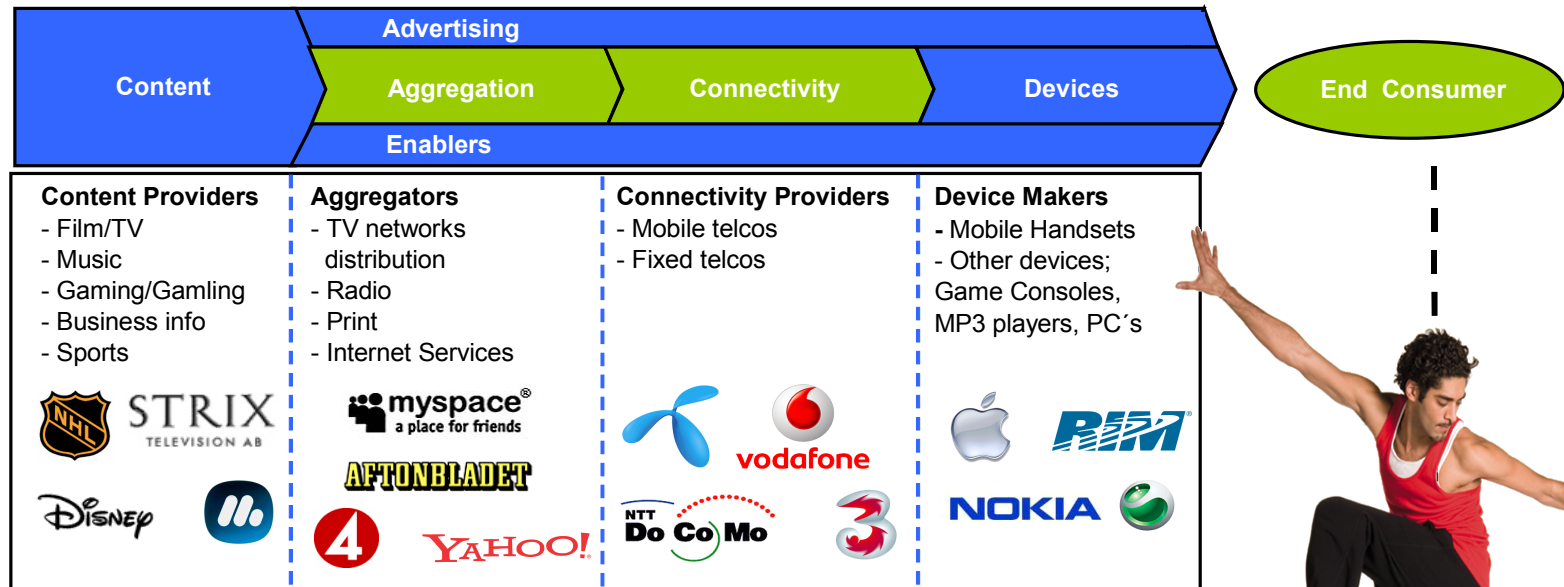 Advertising
Content
Aggregation
Connectivity
Devices
End Consumer
Enablers
Content Providers
- Film/TV
- Music
- Gaming/Gamling
- Business info
- Sports
NHL
STRIX
TELEVISION AB
Disney
Aggregators
- TV networks
distribution
- Radio
- Print
- Internet Services
myspace®
a place for friends
AFTONBLADET
4
YAHOO!
Connectivity Providers
- Mobile telcos
- Fixed telcos
vodafone
NTT
DoCoMo
3
Device Makers
- Mobile Handsets
- Other devices;
Game Consoles,
MP3 players, PC´s
RIM®
NOKIA